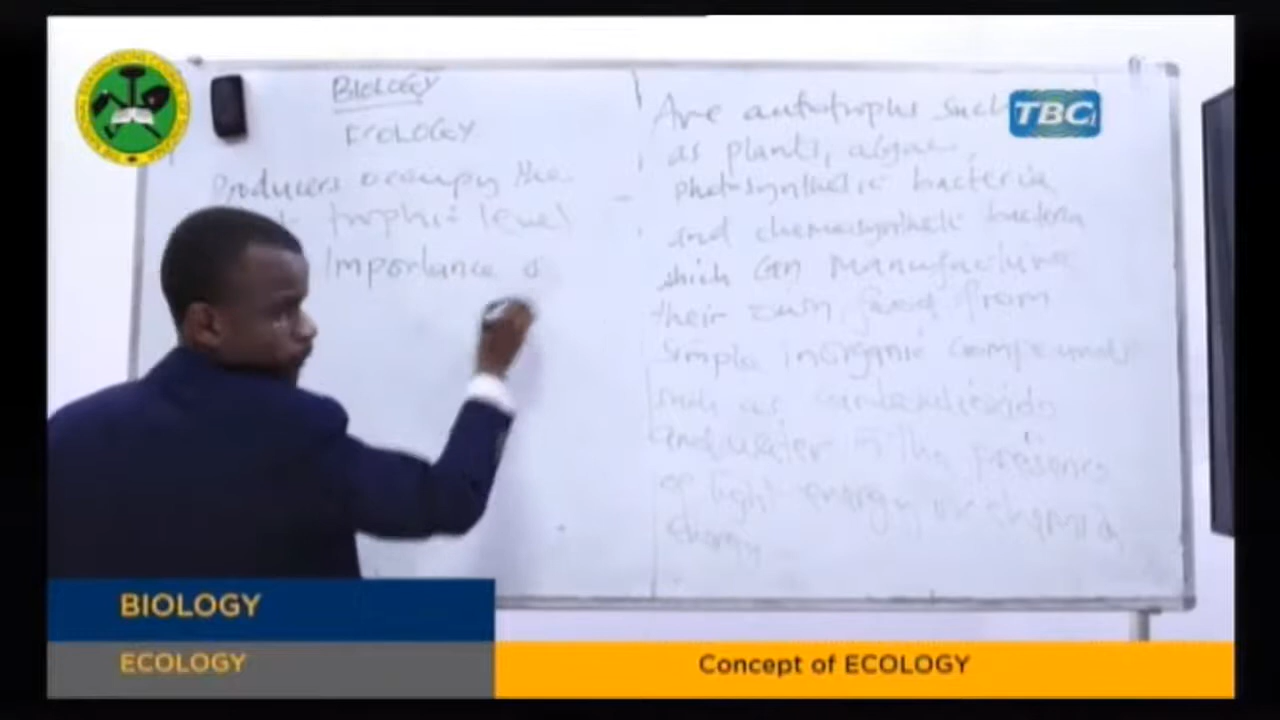 TBC1
BIOLOGY
ECOLOGY
Producers occupy the
trophic level
Importance o
Are autotrophs such
as plants, algae,
photosynthetic bacteria
and chemosynthetic bacteria
which can manufacture
their own food from
simple inorganic compounds
such as carbondioxide
and water in the presence
of light energy or chemical
energy
BIOLOGY
ECOLOGY
Concept of ECOLOGY